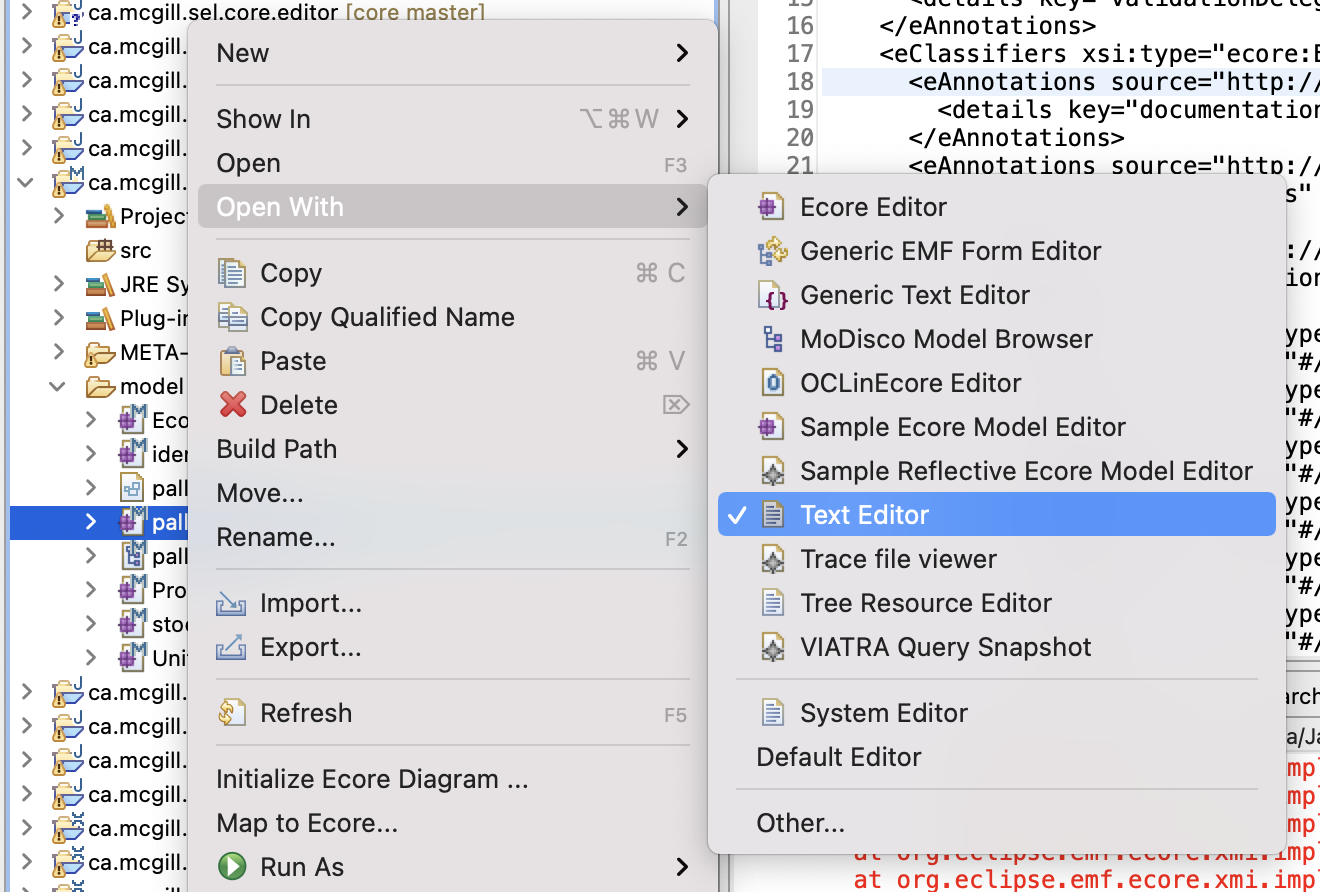 ca.mcgill.sel.core.editor [core master]
ca.mcgill.
ca.mcgill.
ca.mcgill.
ca.mcgill.
ca.mcgill.
Projec
src
JRE Sy
Plug-i
META-
model
Eco
ide
pall
pall
pall
Pro
sto
Uni
ca.mcgill.
ca.mcgill.
ca.mcgill.
ca.mcgill.
ca.mcgill.
ca.mcgill.
New
Show In ⌥⌘W
Open F3
Open With
Copy ⌘ C
Copy Qualified Name
Paste ⌘ V
Delete ⌦
Build Path
Move...
Rename... F2
Import...
Export...
Refresh F5
Initialize Ecore Diagram ...
Map to Ecore...
Run As
Ecore Editor
Generic EMF Form Editor
Generic Text Editor
MoDisco Model Browser
OCLinEcore Editor
Sample Ecore Model Editor
Sample Reflective Ecore Model Editor
✓ Text Editor
Trace file viewer
Tree Resource Editor
VIATRA Query Snapshot
System Editor
Default Editor
Other...
15 <details key="ValidationDeleg
16 </eAnnotations>
17 <eClassifiers xsi:type="ecore:E
18 <eAnnotations source="http://
19 <details key="documentation
20 </eAnnotations>
21 <eAnnotations source="http://
s"
://
ion
ype
"#/
ype
"#/
ype
"#/
ype
"#/
ype
"#/
ype
"#/
arch
a/Ja
impl
impl
impl
at org.eclipse.emf.ecore.xmi.impl
at org.eclipse.emf.ecore.xmi.impl